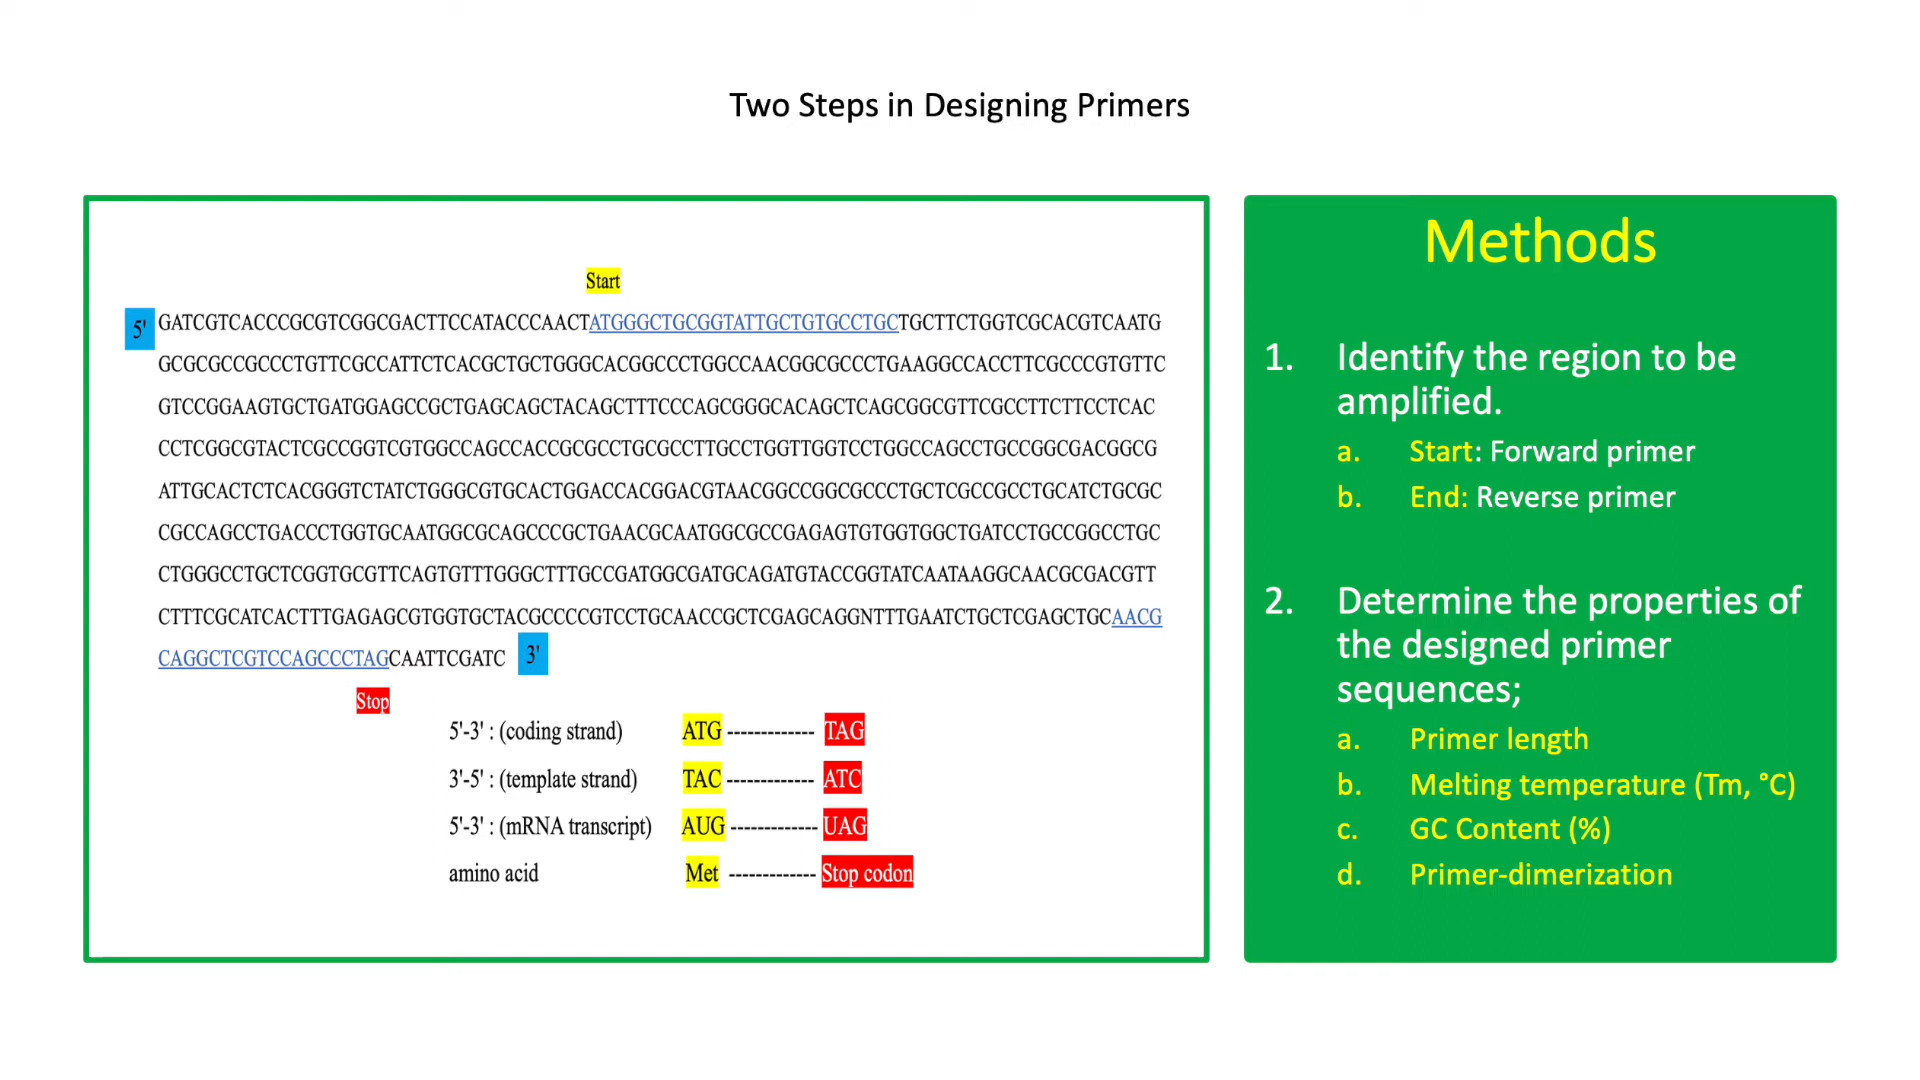 Two Steps in Designing Primers
Start
5' GATCGTCACCCGCGTCGGCGACTTCCATACCCAACTATGGGCTGCGGTATTGCTGTGCCTGCTGCTTCTGGTCGCACGTCAATG
GCGCGCCGCCCTGTTCGCCATTCTCACGCTGCTGGGCACGGCCCTGGCCAACGGCGCCCTGAAGGCCACCTTCGCCCGTGTTC
GTCCGGAAGTGCTGATGGAGCCGCTGAGCAGCTACAGCTTTCCCAGCGGGCACAGCTCAGCGGCGTTCGCCTTCTTCCTCAC
CCTCGGCGTACTCGCCGGTCGTGGCCAGCCACCGCGCCTGCGCCTTGCCTGGTTGGTCCTGGCCAGCCTGCCGGCGACGGCG
ATTGCACTCTCACGGGTCTATCTGGGCGTGCACTGGACCACGGACGTAACGGCCGGCGCCCTGCTCGCCGCCTGCATCTGCGC
CGCCAGCCTGACCCTGGTGCAATGGCGCAGCCCGCTGAACGCAATGGCGCCGAGAGTGTGGTGGCTGATCCTGCCGGCCTGC
CTGGGCCTGCTCGGTGCGTTCAGTGTTTGGGCTTTGCCGATGGCGATGCAGATGTACCGGTATCAATAAGGCAACGCGACGTT
CTTTCGCATCACTTTGAGAGCGTGGTGCTACGCCCCGTCCTGCAACCGCTCGAGCAGGNTTTGAATCTGCTCGAGCTGCAACG
CAGGCTCGTCCAGCCCTAGCAATTCGATC 3'
Stop
5'-3' : (coding strand) ATG ------------- TAG
3'-5' : (template strand) TAC ------------- ATC
5'-3' : (mRNA transcript) AUG ------------- UAG
amino acid Met ------------- Stop codon
Methods
1. Identify the region to be
amplified.
a. Start: Forward primer
b. End: Reverse primer
2. Determine the properties of
the designed primer
sequences;
a. Primer length
b. Melting temperature (Tm, °C)
c. GC Content (%)
d. Primer-dimerization